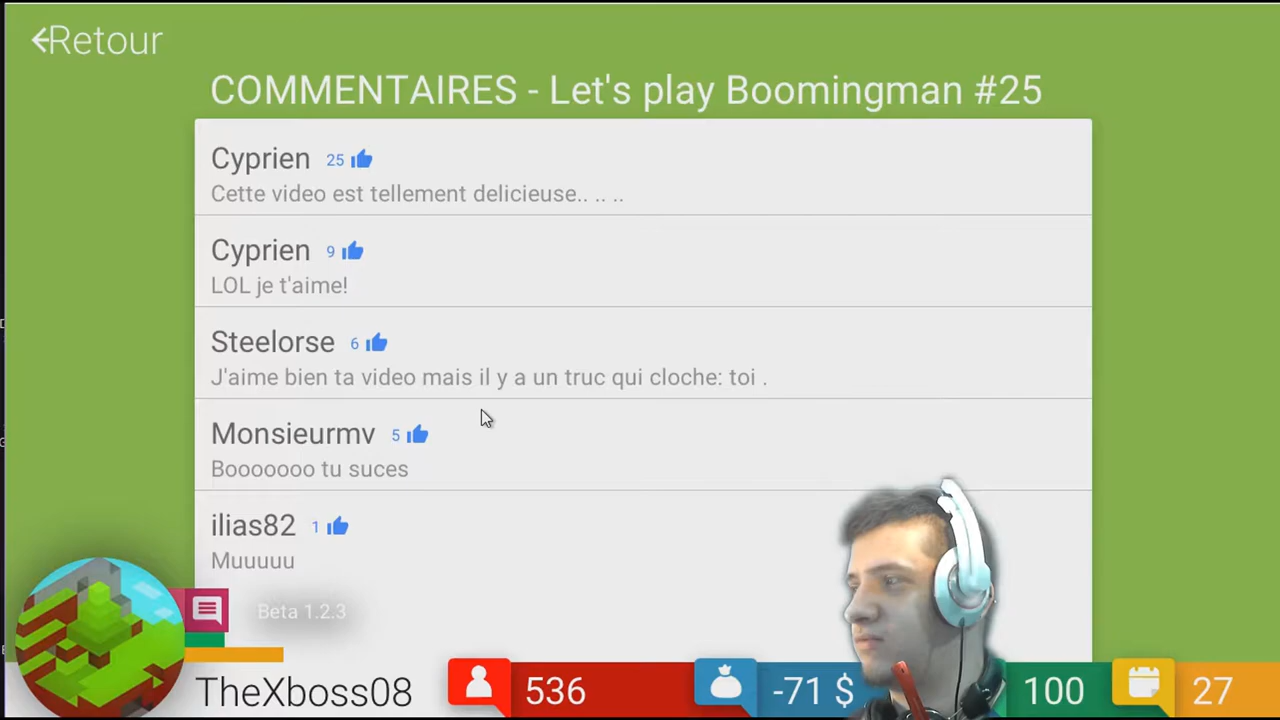 Retour
COMMENTAIRES - Let's play Boomingman #25
Cyprien 25
Cette video est tellement delicieuse.. .. ..
Cyprien 9
LOL je t'aime!
Steelorse 6
J'aime bien ta video mais il y a un truc qui cloche: toi .
Monsieurmv 5
Booooooo tu suces
ilias82 1
Muuuuu
Beta 1.2.3
TheXboss08 536 -71 $ 100 27